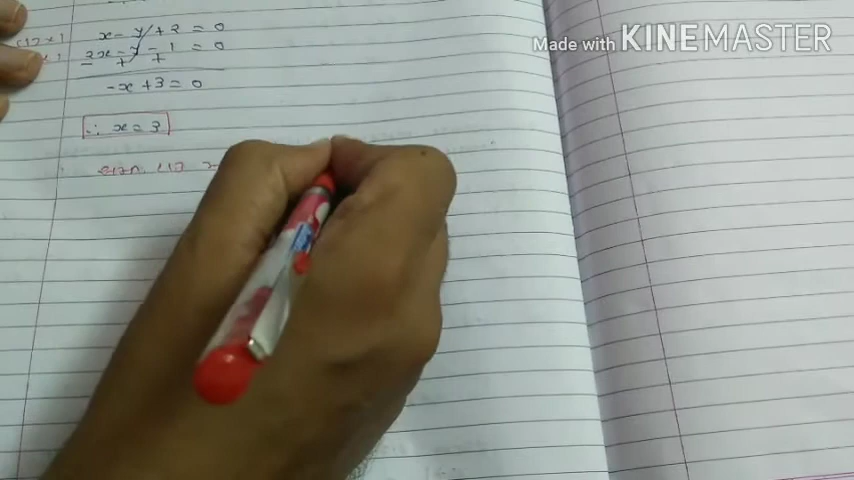 Made with KINEMASTER
x - y + 2 = 0
2x - y - 1 = 0
- + +
-x + 3 = 0
∴ x = 3
eqn. (1)